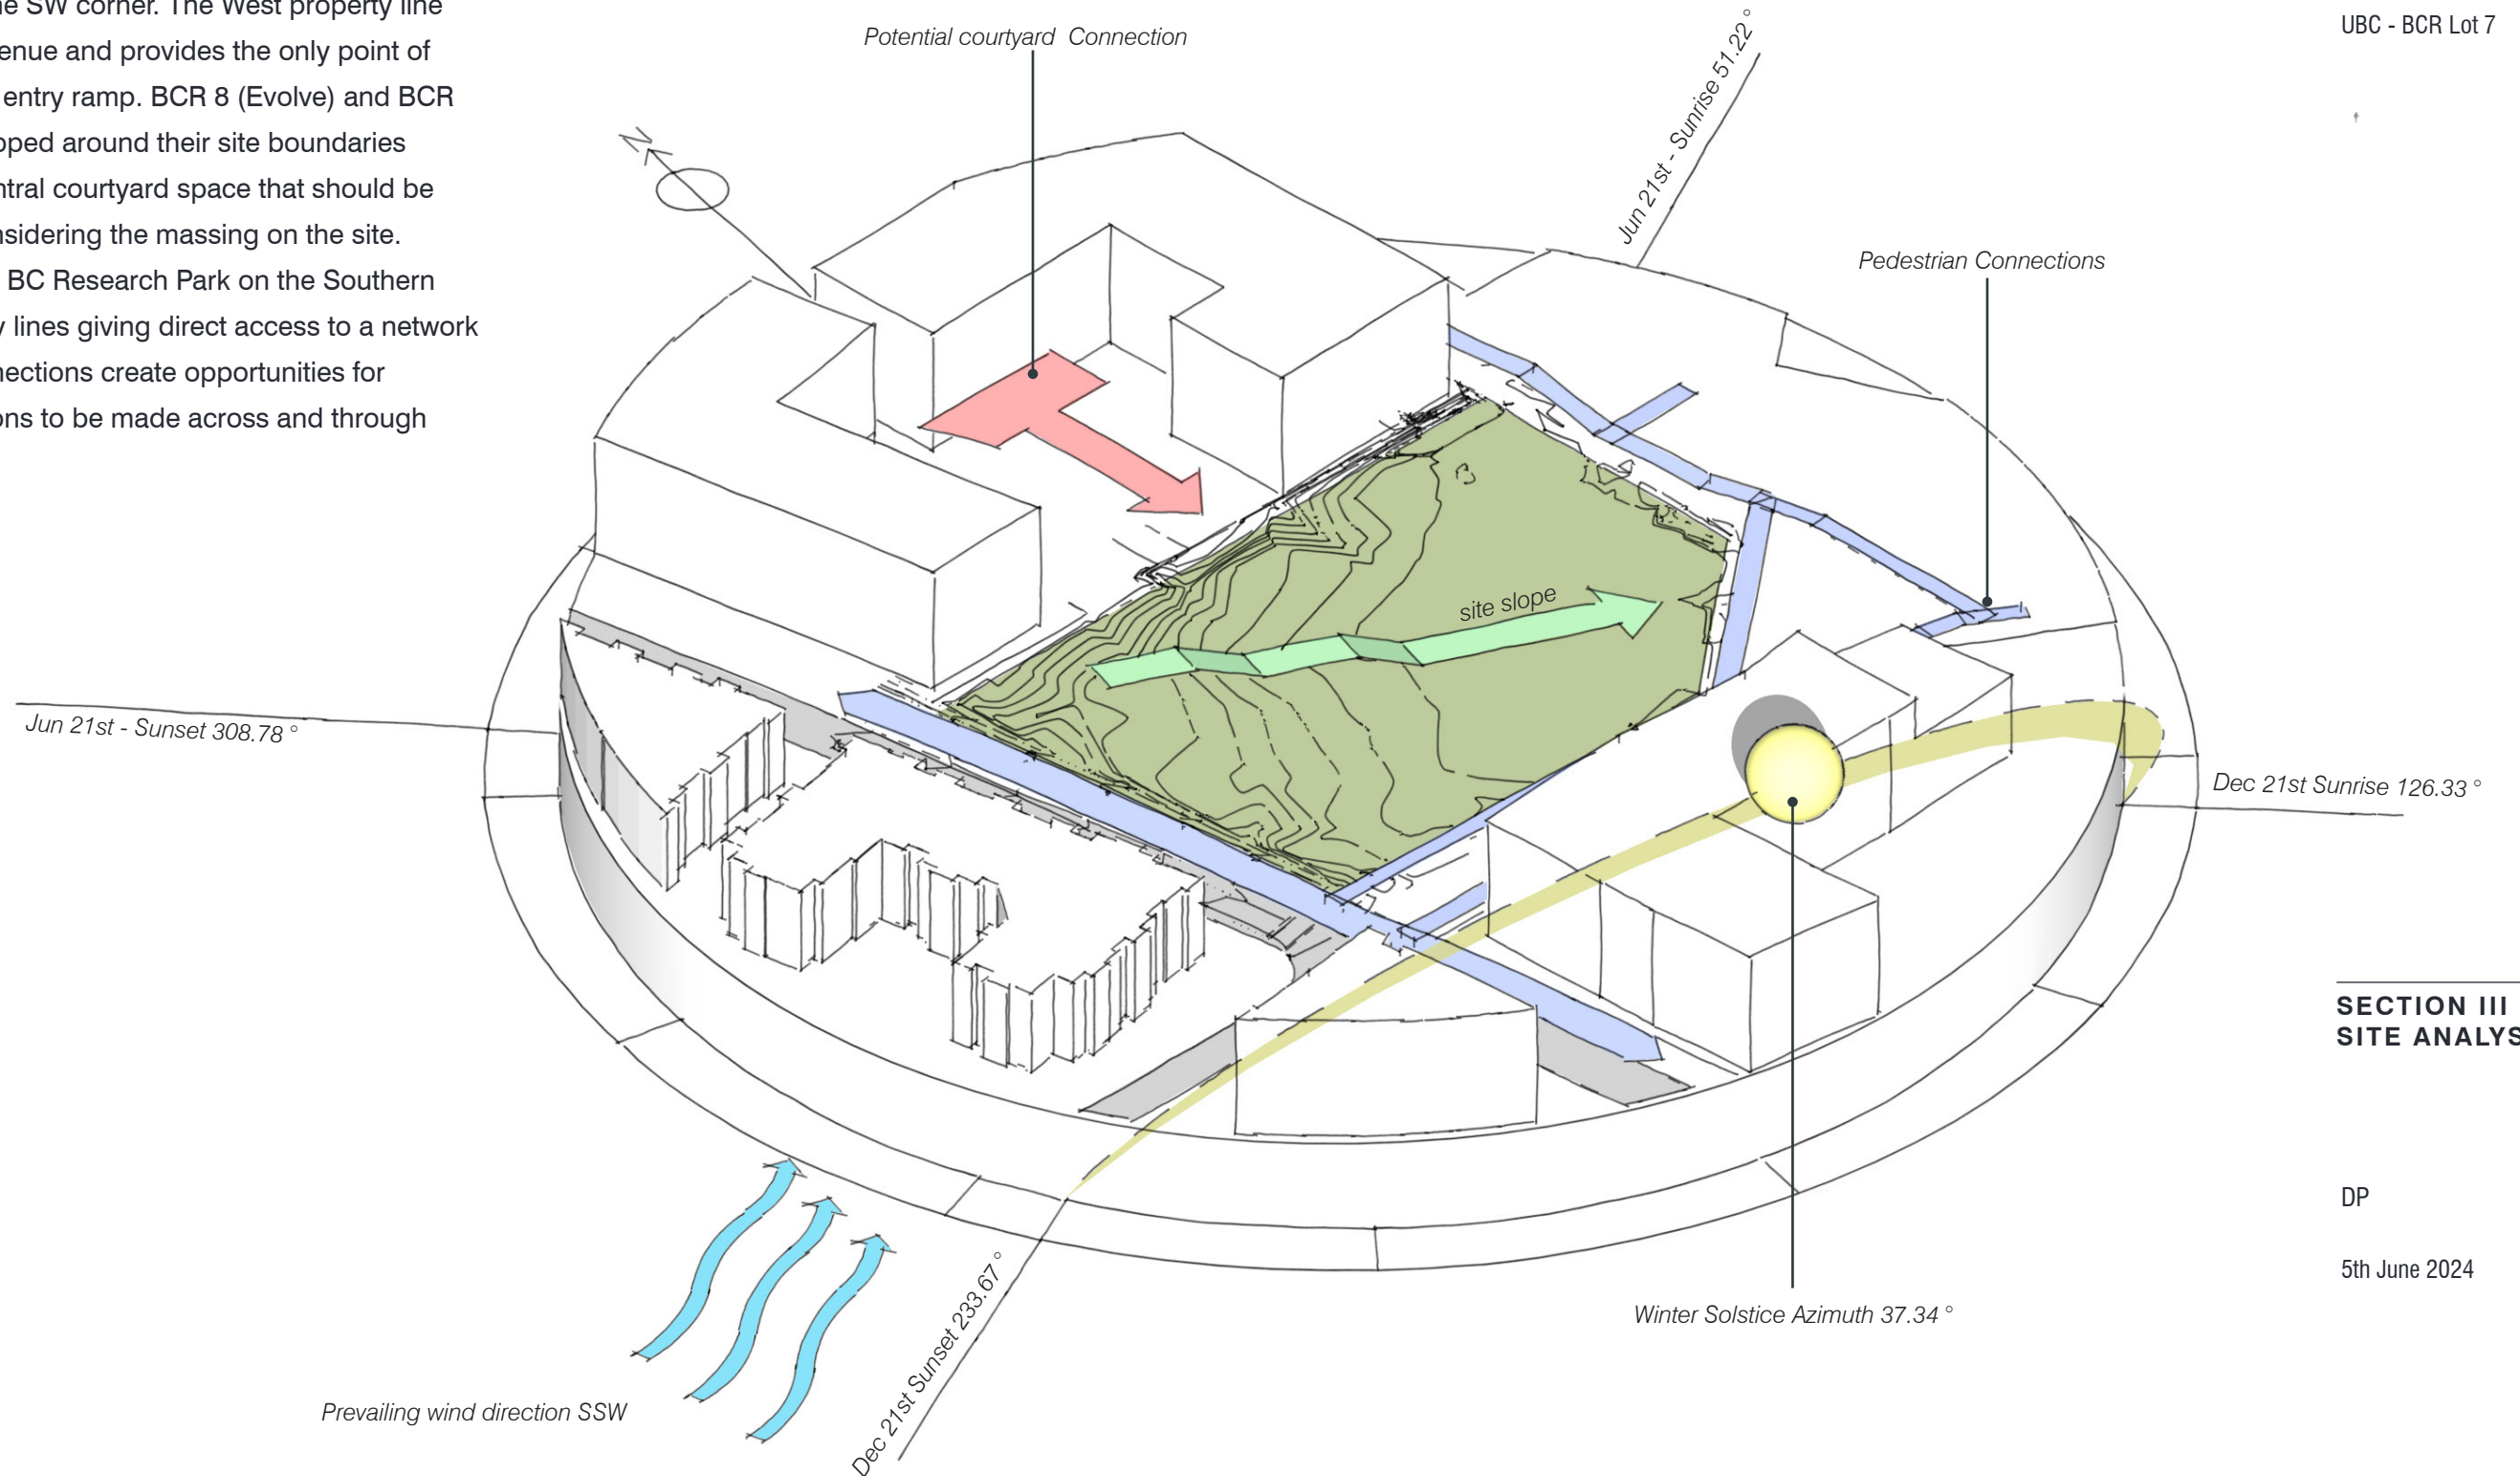 he SW corner. The West property line
enue and provides the only point of
entry ramp. BCR 8 (Evolve) and BCR
pped around their site boundaries
ntral courtyard space that should be
nsidering the massing on the site.
BC Research Park on the Southern
y lines giving direct access to a network
nections create opportunities for
ons to be made across and through
Potential courtyard Connection
N
Jun 21st - Sunrise 51.22°
UBC - BCR Lot 7
Pedestrian Connections
site slope
Jun 21st - Sunset 308.78 °
Dec 21st Sunrise 126.33 °
Prevailing wind direction SSW
Dec 21st Sunset 233.67°
Winter Solstice Azimuth 37.34 °
SECTION III
SITE ANALYS
DP
5th June 2024